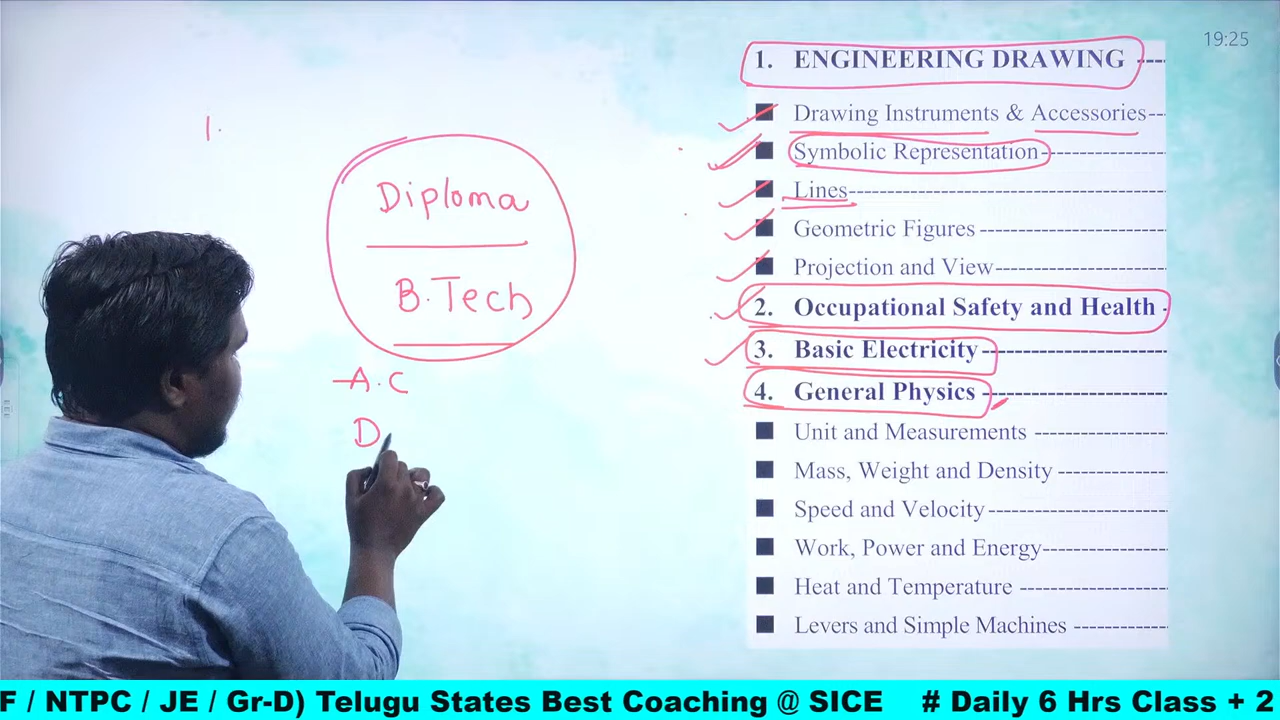 19:25
1. ENGINEERING DRAWING
Drawing Instruments & Accessories
Symbolic Representation
Lines
Geometric Figures
Projection and View
2. Occupational Safety and Health
3. Basic Electricity
4. General Physics
Unit and Measurements
Mass, Weight and Density
Speed and Velocity
Work, Power and Energy
Heat and Temperature
Levers and Simple Machines
1.
Diploma
B.Tech
A.C
D
F / NTPC / JE / Gr-D) Telugu States Best Coaching @ SICE # Daily 6 Hrs Class + 2